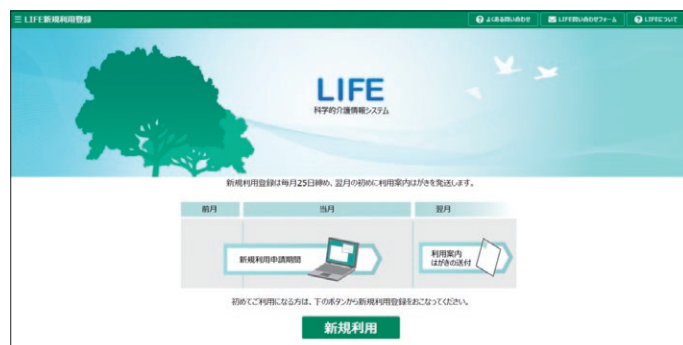 三 LIFE新規利用登録
? よくある問い合わせ
LIFE問い合わせフォーム
? LIFEについて
LIFE
科学的介護情報システム
新規利用登録は毎月25日締め、翌月の初めに利用案内はがきを発送します。
前月
当月
翌月
新規利用申請期間
利用案内
はがきの送付
初めてご利用になる方は、下のボタンから新規利用登録をおこなってください。
新規利用